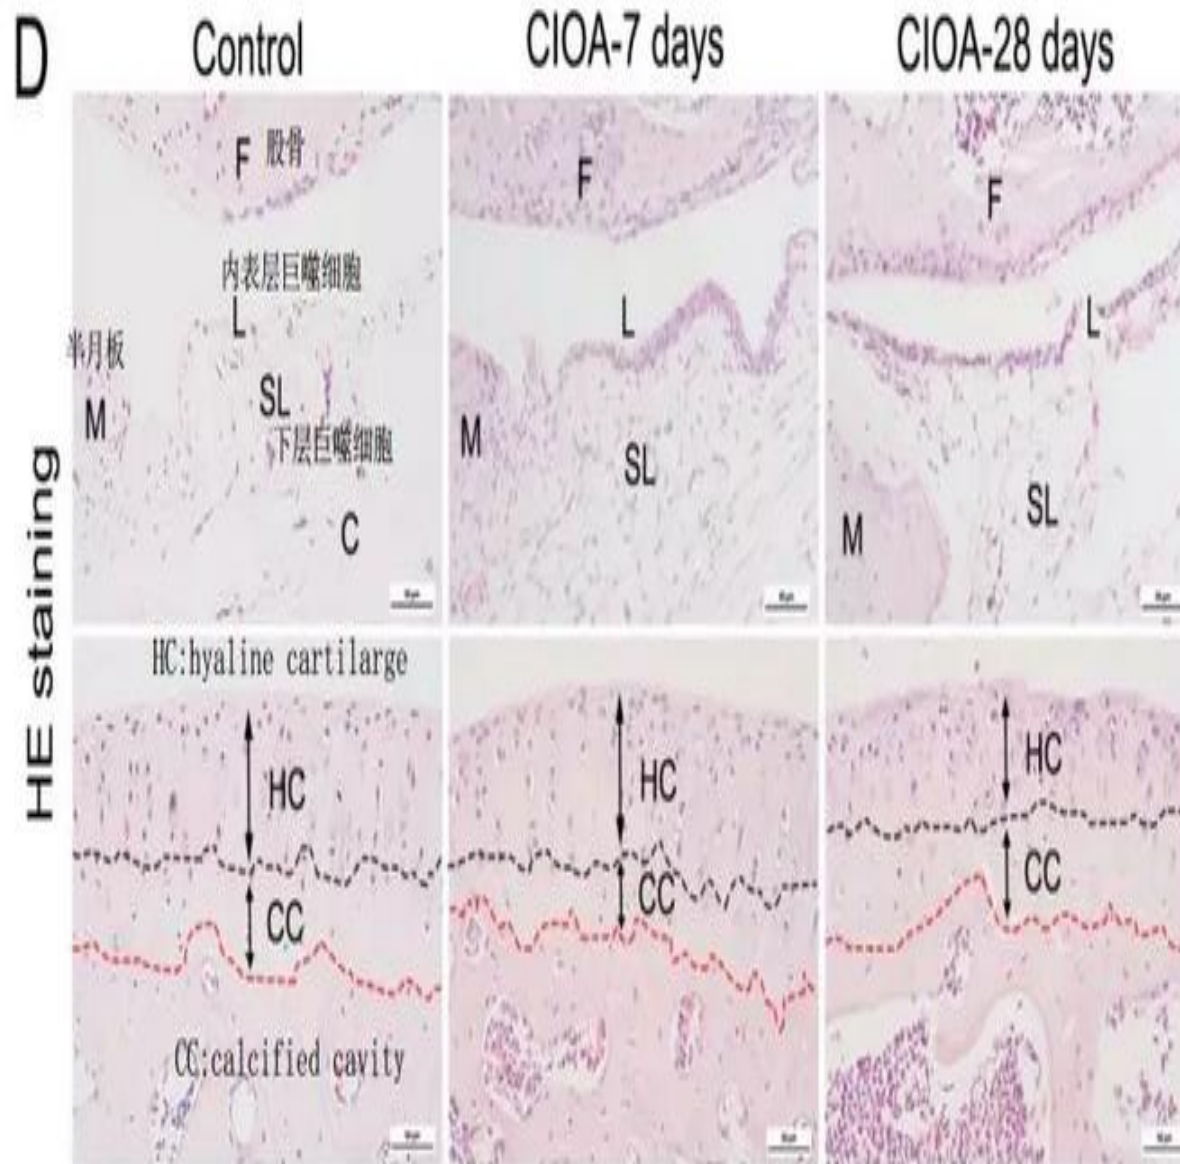 D
Control
CIOA-7 days
CIOA-28 days
HE staining
F 股骨
内表层巨噬细胞
L
半月板
M
SL
下层巨噬细胞
C
F
L
M
SL
F
L
SL
M
HC:hyaline cartilarge
HC
CC
CC:calcified cavity
HC
CC
HC
CC